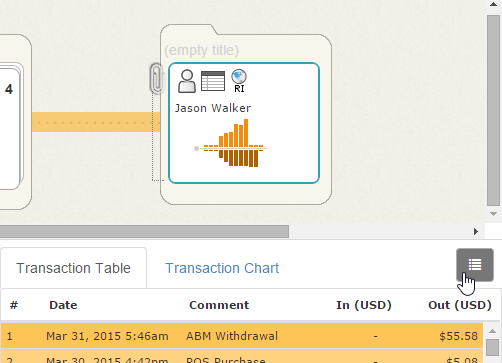 (empty title)
4
RI
Jason Walker
Transaction Table Transaction Chart
# Date Comment In (USD) Out (USD)
1 Mar 31, 2015 5:46am ABM Withdrawal - $55.58
2 Mar 30, 2015 4:42pm POS Purchase - $5.08